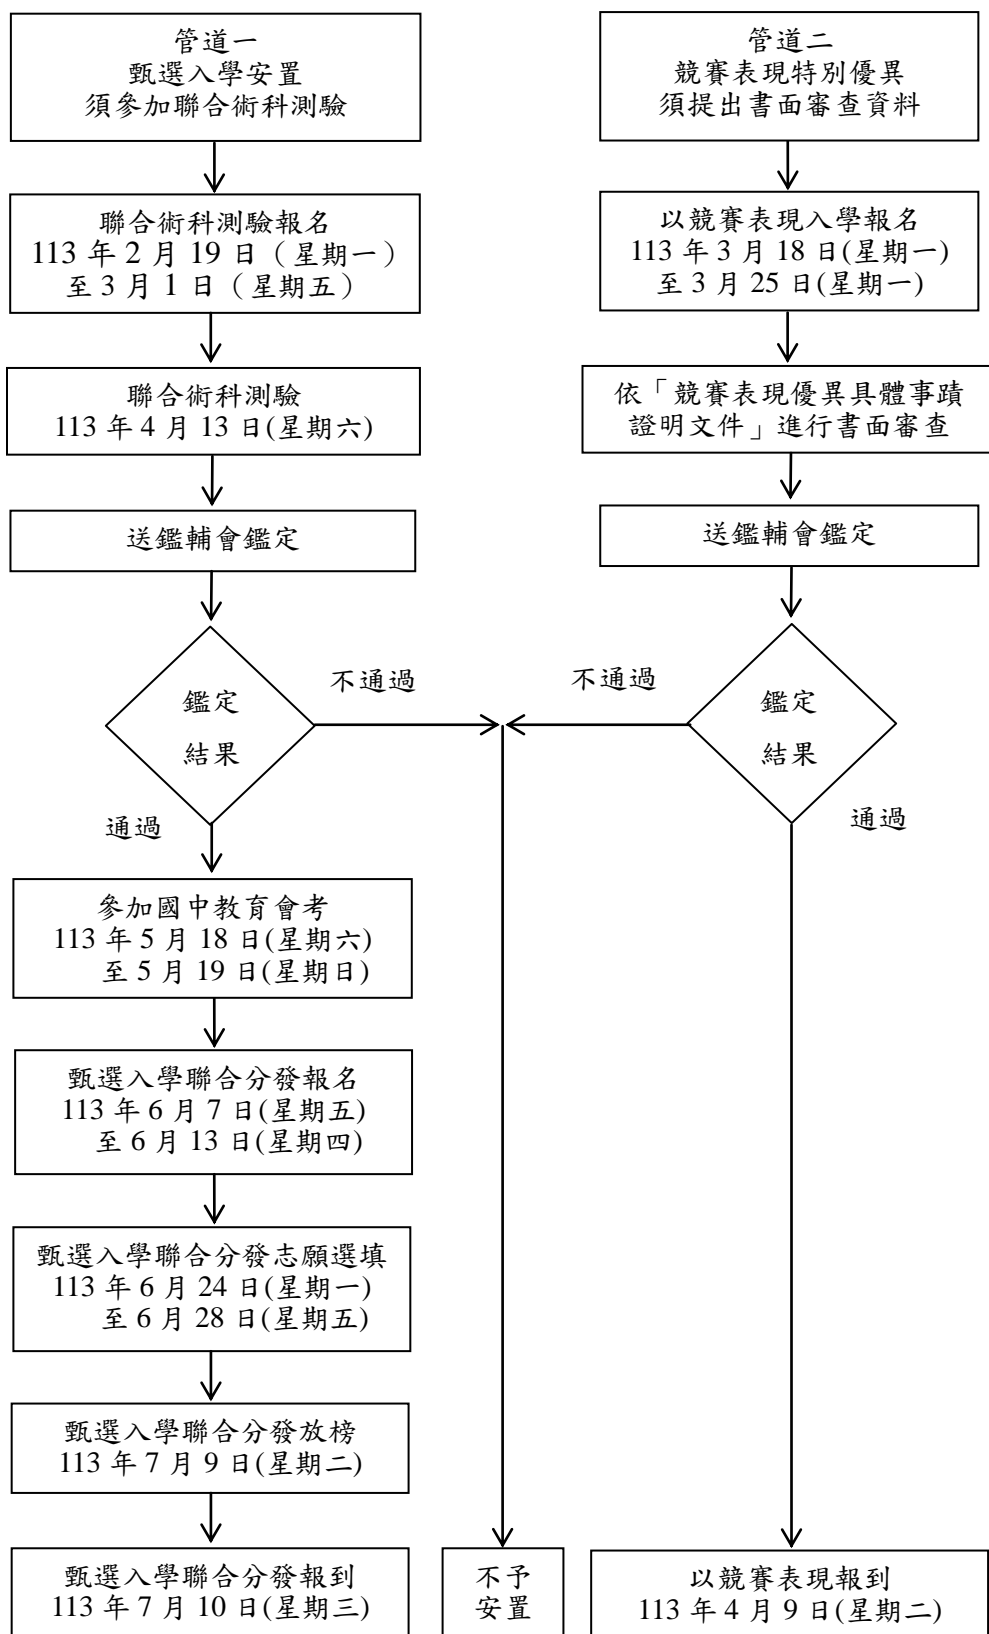 管道一
甄選入學安置
須參加聯合術科測驗
聯合術科測驗報名
113 年 2 月 19 日（星期一）
至 3 月 1 日（星期五）
聯合術科測驗
113 年 4 月 13 日(星期六)
送鑑輔會鑑定
鑑定
結果
不通過
通過
參加國中教育會考
113 年 5 月 18 日(星期六)
至 5 月 19 日(星期日)
甄選入學聯合分發報名
113 年 6 月 7 日(星期五)
至 6 月 13 日(星期四)
甄選入學聯合分發志願選填
113 年 6 月 24 日(星期一)
至 6 月 28 日(星期五)
甄選入學聯合分發放榜
113 年 7 月 9 日(星期二)
甄選入學聯合分發報到
113 年 7 月 10 日(星期三)
管道二
競賽表現特別優異
須提出書面審查資料
以競賽表現入學報名
113 年 3 月 18 日(星期一)
至 3 月 25 日(星期一)
依「競賽表現優異具體事蹟
證明文件」進行書面審查
送鑑輔會鑑定
鑑定
結果
不通過
通過
不予
安置
以競賽表現報到
113 年 4 月 9 日(星期二)